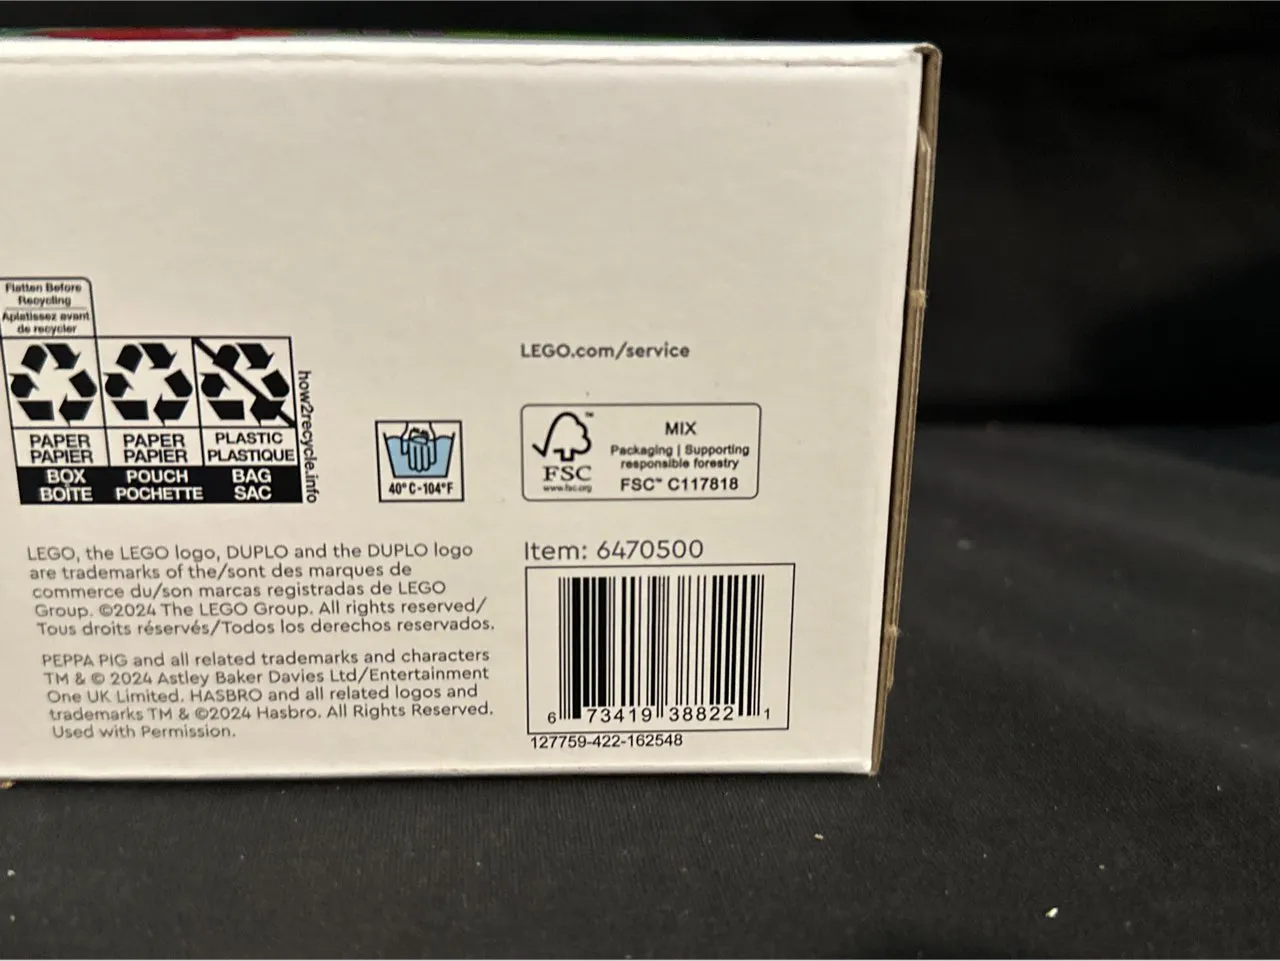 Flatten Before
Recycling
Aplatissez avant
de recycler
PAPER
PAPIER
BOX
BOÎTE
PAPER
PAPIER
POUCH
POCHETTE
PLASTIC
PLASTIQUE
BAG
SAC
how2recycle.info
40°C-104°F
LEGO.com/service
FSC
™
www.fsc.org
MIX
Packaging | Supporting
responsible forestry
FSC™ C117818
LEGO, the LEGO logo, DUPLO and the DUPLO logo
are trademarks of the/sont des marques de
commerce du/son marcas registradas de LEGO
Group. ©2024 The LEGO Group. All rights reserved/
Tous droits réservés/Todos los derechos reservados.
PEPPA PIG and all related trademarks and characters
TM & © 2024 Astley Baker Davies Ltd/Entertainment
One UK Limited. HASBRO and all related logos and
trademarks TM & ©2024 Hasbro. All Rights Reserved.
Used with Permission.
Item: 6470500
6 73419 38822 1
127759-422-162548